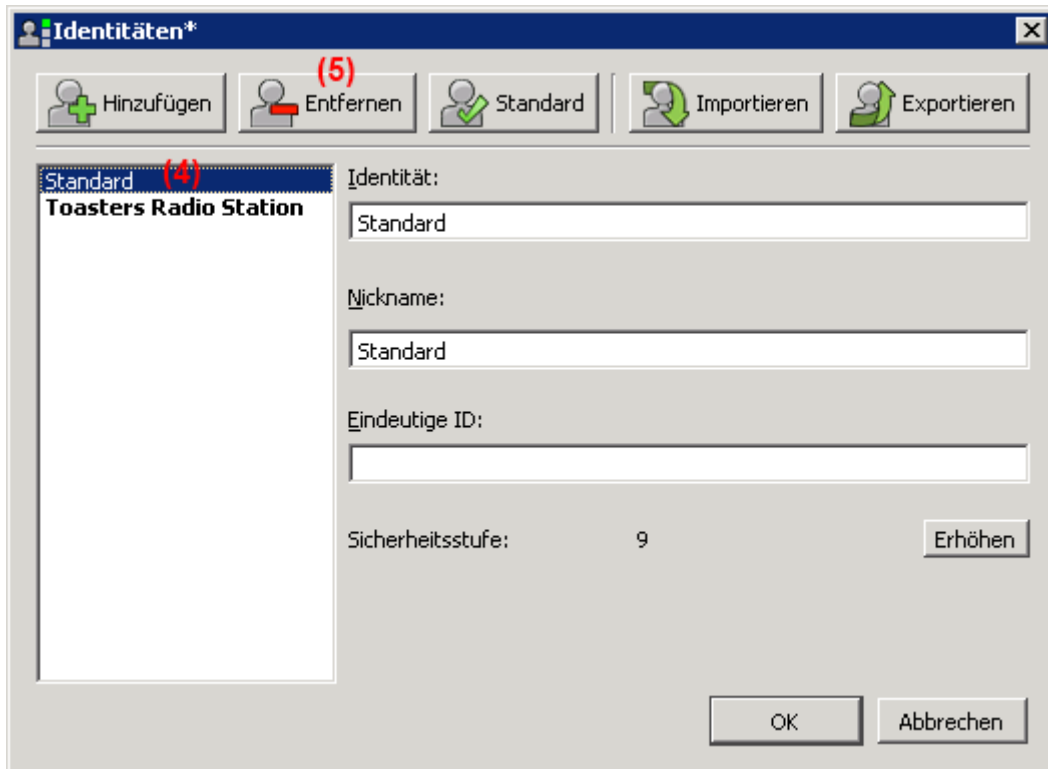 Identitäten*
(5)
Hinzufügen Entfernen Standard Importieren Exportieren
Standard (4)
Toasters Radio Station
Identität:
Standard
Nickname:
Standard
Eindeutige ID:
Sicherheitsstufe: 9 Erhöhen
OK Abbrechen